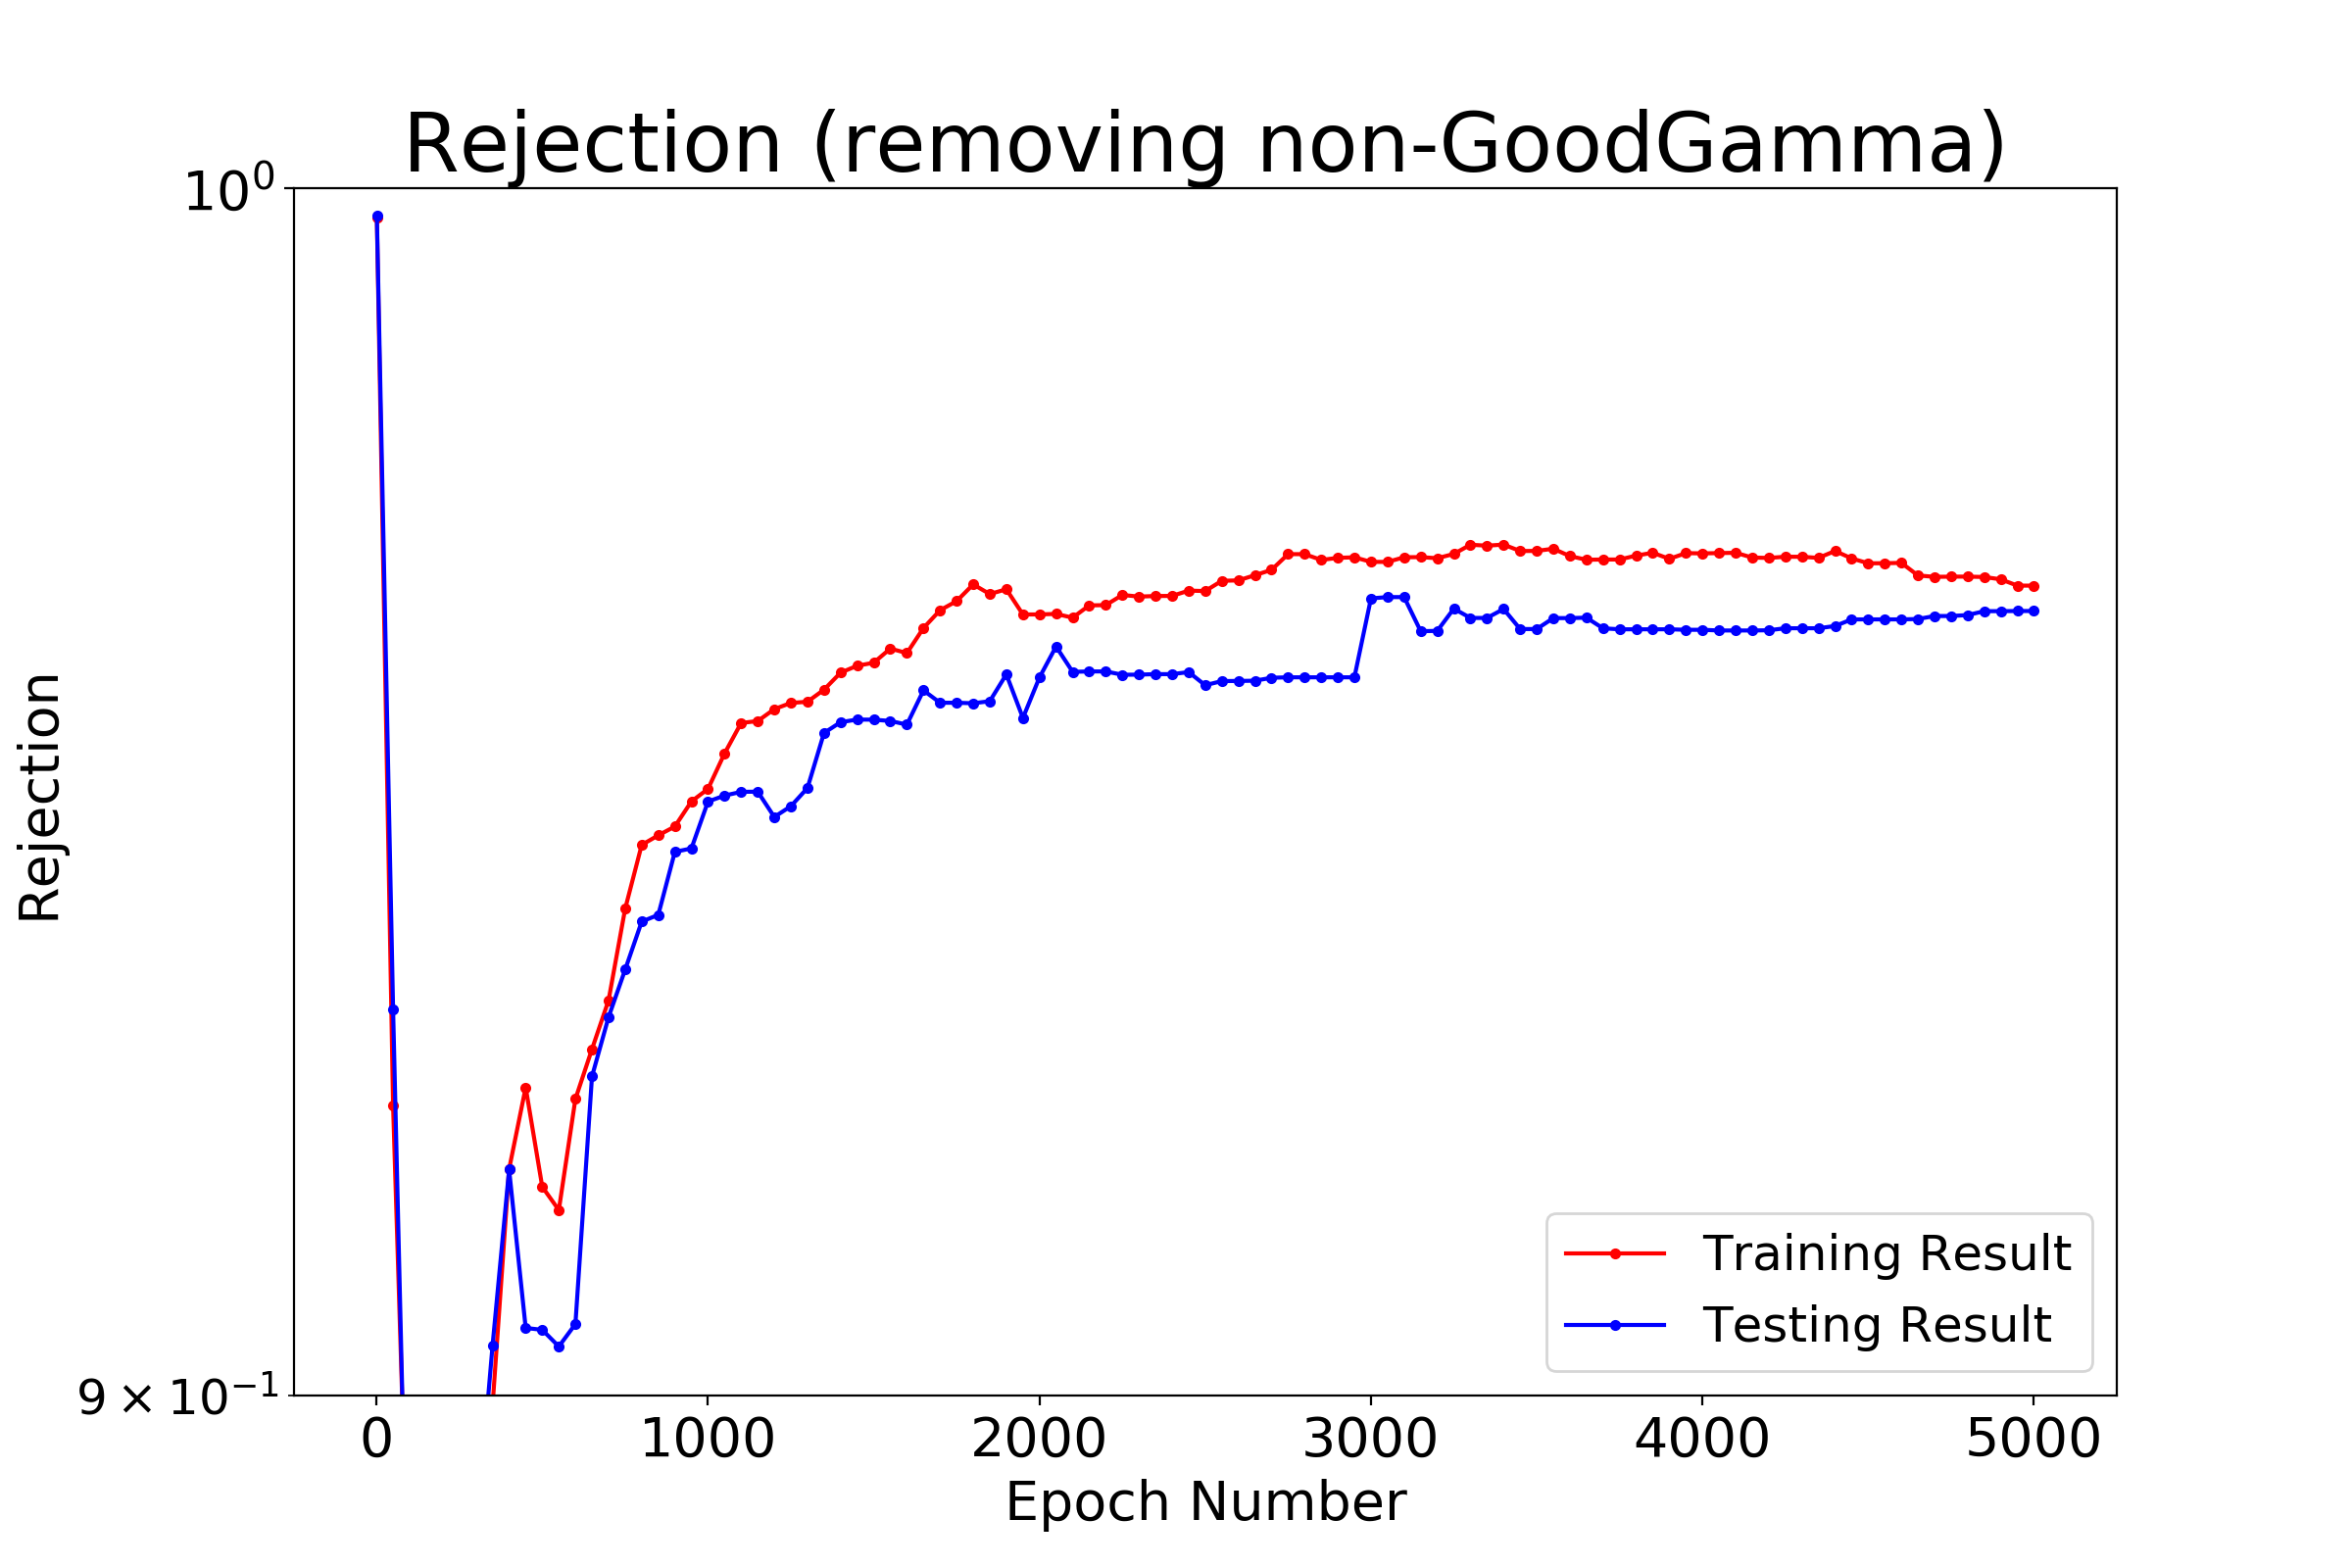 Rejection (removing non-GoodGamma)
10⁰
Rejection
9 × 10⁻¹
Training Result
Testing Result
0 1000 2000 3000 4000 5000
Epoch Number